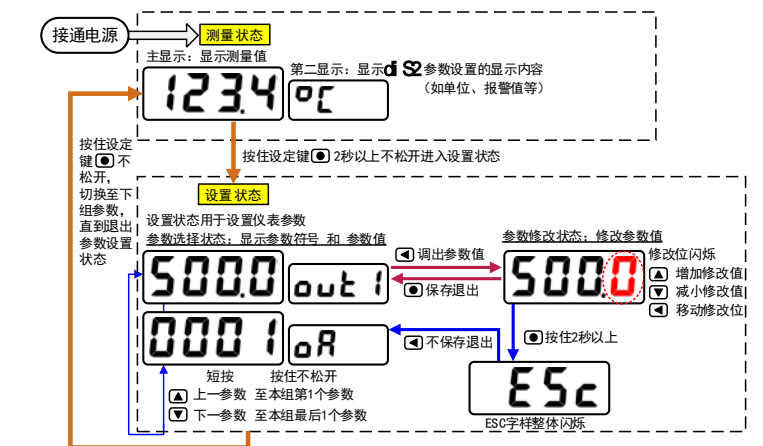 接通电源
测量状态
主显示：显示测量值
第二显示：显示di S2参数设置的显示内容
（如单位、报警值等）
123.4
℃
按住设定键2秒以上不松开进入设置状态
按住设定
键不
松开，
切换至下
组参数，
直到退出
参数设置
状态
设置状态
设置状态用于设置仪表参数
参数选择状态：显示参数符号 和 参数值
参数修改状态：修改参数值
500.0
out1
调出参数值
保存退出
500.0
修改位闪烁
增加修改值
减小修改值
移动修改位
0001
oA
不保存退出
按住2秒以上
短按 按住不松开
上一参数 至本组第1个参数
下一参数 至本组最后1个参数
ESc
ESC字样整体闪烁